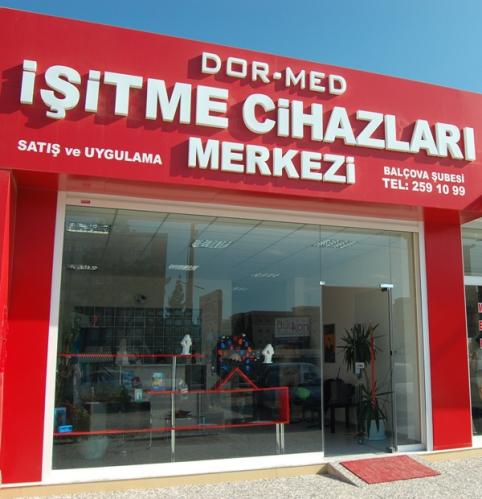 DOR-MED
İŞİTME CİHAZLARI
SATIŞ ve UYGULAMA
MERKEZİ
BALÇOVA ŞUBESİ
TEL: 259 10 99